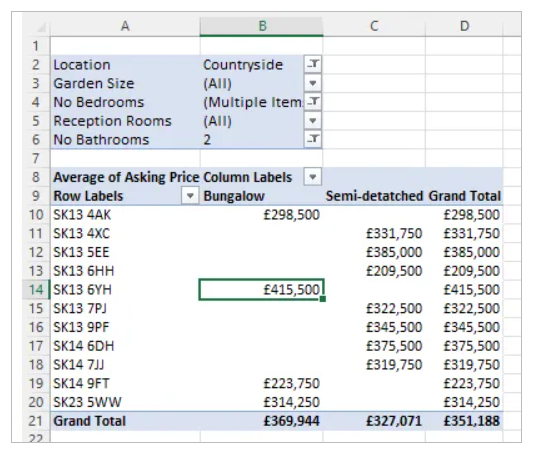 A B C D
1
2 Location Countryside
3 Garden Size (All)
4 No Bedrooms (Multiple Item
5 Reception Rooms (All)
6 No Bathrooms 2
7
8 Average of Asking Price Column Labels
9 Row Labels Bungalow Semi-detatched Grand Total
10 SK13 4AK £298,500 £298,500
11 SK13 4XC £331,750 £331,750
12 SK13 5EE £385,000 £385,000
13 SK13 6HH £209,500 £209,500
14 SK13 6YH £415,500 £415,500
15 SK13 7PJ £322,500 £322,500
16 SK13 9PF £345,500 £345,500
17 SK14 6DH £375,500 £375,500
18 SK14 7JJ £319,750 £319,750
19 SK14 9FT £223,750 £223,750
20 SK23 5WW £314,250 £314,250
21 Grand Total £369,944 £327,071 £351,188
22